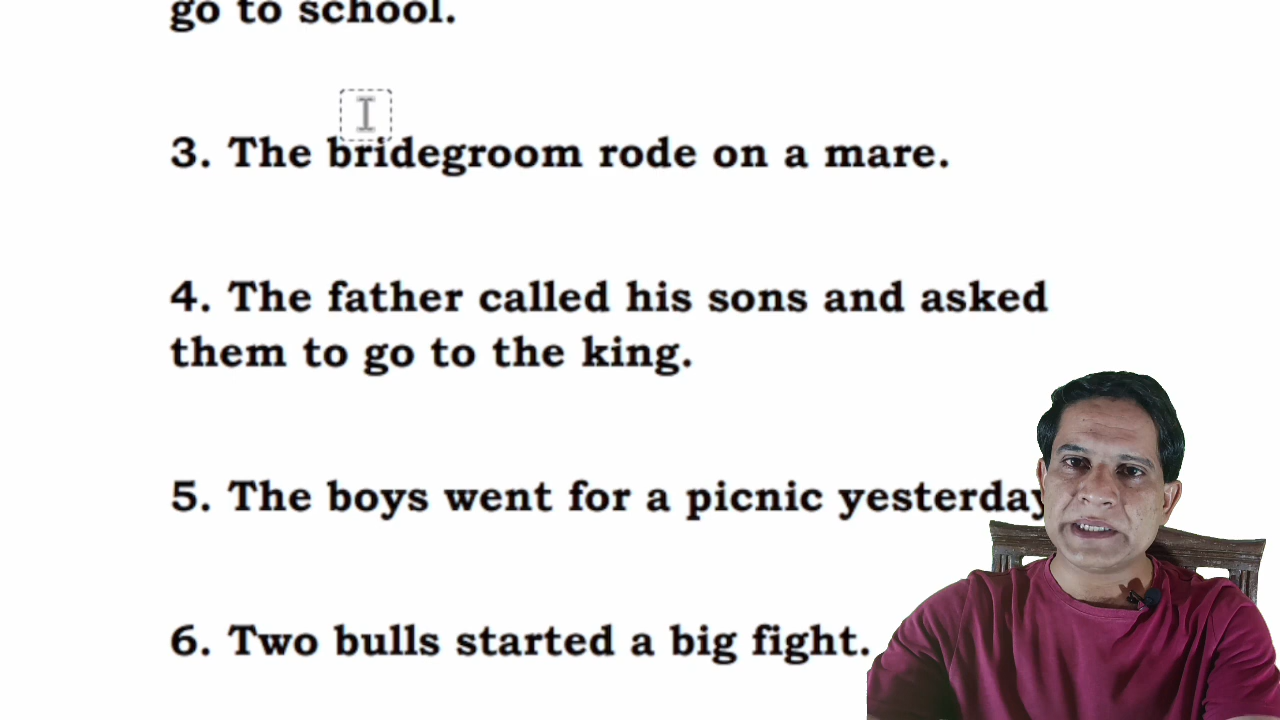 go to school.
3. The bridegroom rode on a mare.
4. The father called his sons and asked
them to go to the king.
5. The boys went for a picnic yesterday
6. Two bulls started a big fight.